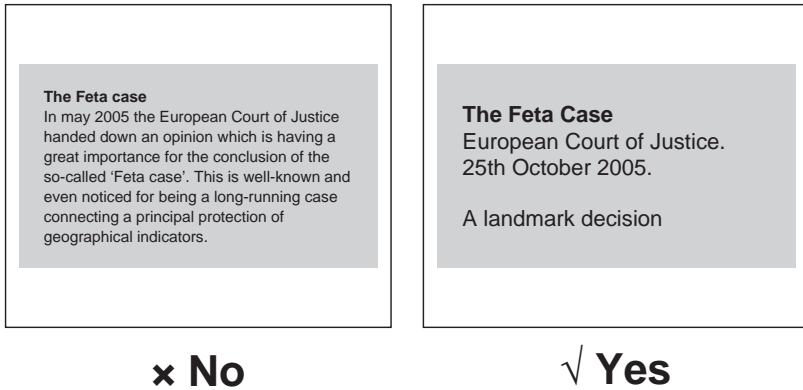 The Feta case
In may 2005 the European Court of Justice
handed down an opinion which is having a
great importance for the conclusion of the
so-called ‘Feta case’. This is well-known and
even noticed for being a long-running case
connecting a principal protection of
geographical indicators.
× No
The Feta Case
European Court of Justice.
25th October 2005.
A landmark decision
√ Yes